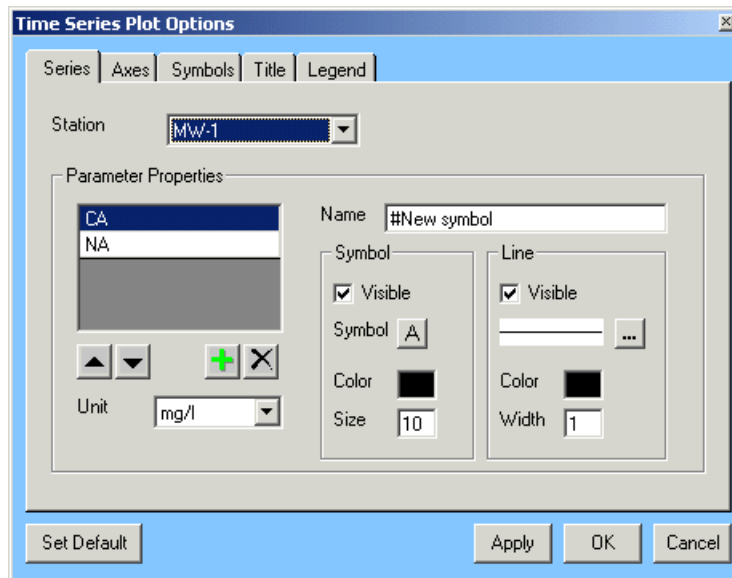 Time Series Plot Options
Series Axes Symbols Title Legend
Station MW-1
Parameter Properties
CA
NA
Name #New symbol
Symbol Line
Visible Visible
Symbol A ...
Color Color
Unit mg/l Size 10 Width 1
Set Default Apply OK Cancel